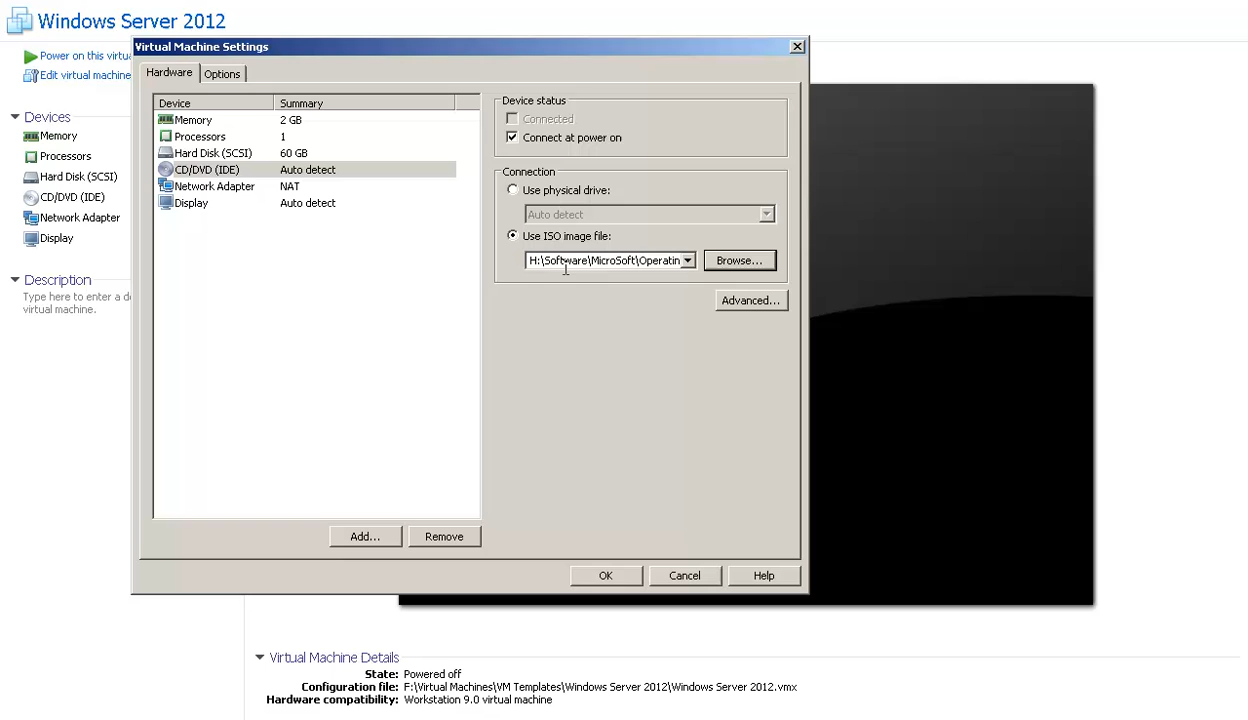 Windows Server 2012
Power on this virtua
Edit virtual machine
Devices
Memory
Processors
Hard Disk (SCSI)
CD/DVD (IDE)
Network Adapter
Display
Description
Type here to enter a d
virtual machine.
Virtual Machine Settings
Hardware Options
Device Summary
Memory 2 GB
Processors 1
Hard Disk (SCSI) 60 GB
CD/DVD (IDE) Auto detect
Network Adapter NAT
Display Auto detect
Add... Remove
Device status
Connected
Connect at power on
Connection
Use physical drive:
Auto detect
Use ISO image file:
H:\Software\MicroSoft\Operatin Browse...
Advanced...
OK Cancel Help
Virtual Machine Details
State: Powered off
Configuration file: F:\Virtual Machines\VM Templates\Windows Server 2012\Windows Server 2012.vmx
Hardware compatibility: Workstation 9.0 virtual machine